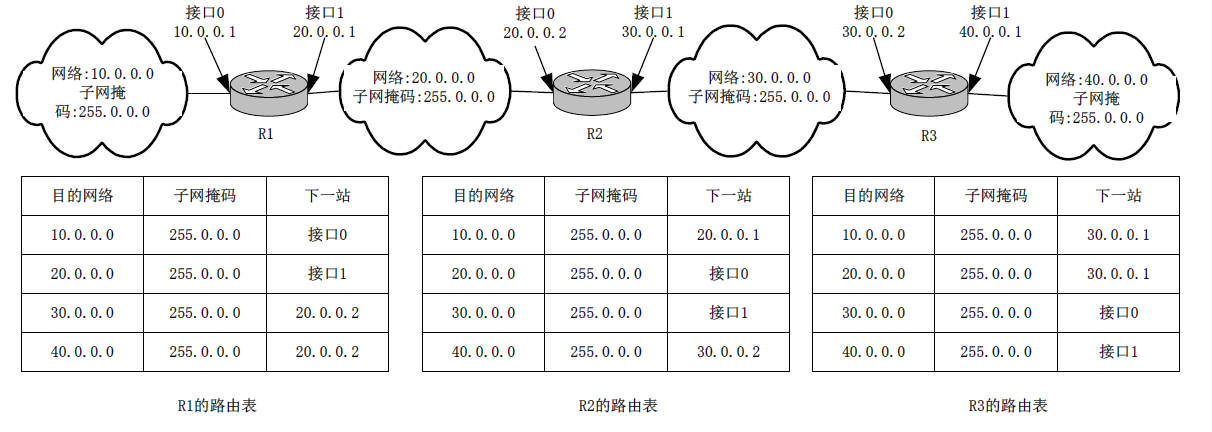 接口0
10.0.0.1
接口1
20.0.0.1
接口0
20.0.0.2
接口1
30.0.0.1
接口0
30.0.0.2
接口1
40.0.0.1
网络:10.0.0.0
子网掩
码:255.0.0.0
网络:20.0.0.0
子网掩码:255.0.0.0
网络:30.0.0.0
子网掩码:255.0.0.0
网络:40.0.0.0
子网掩
码:255.0.0.0
R1
R2
R3
目的网络 子网掩码 下一站
10.0.0.0 255.0.0.0 接口0
20.0.0.0 255.0.0.0 接口1
30.0.0.0 255.0.0.0 20.0.0.2
40.0.0.0 255.0.0.0 20.0.0.2
R1的路由表
目的网络 子网掩码 下一站
10.0.0.0 255.0.0.0 20.0.0.1
20.0.0.0 255.0.0.0 接口0
30.0.0.0 255.0.0.0 接口1
40.0.0.0 255.0.0.0 30.0.0.2
R2的路由表
目的网络 子网掩码 下一站
10.0.0.0 255.0.0.0 30.0.0.1
20.0.0.0 255.0.0.0 30.0.0.1
30.0.0.0 255.0.0.0 接口0
40.0.0.0 255.0.0.0 接口1
R3的路由表